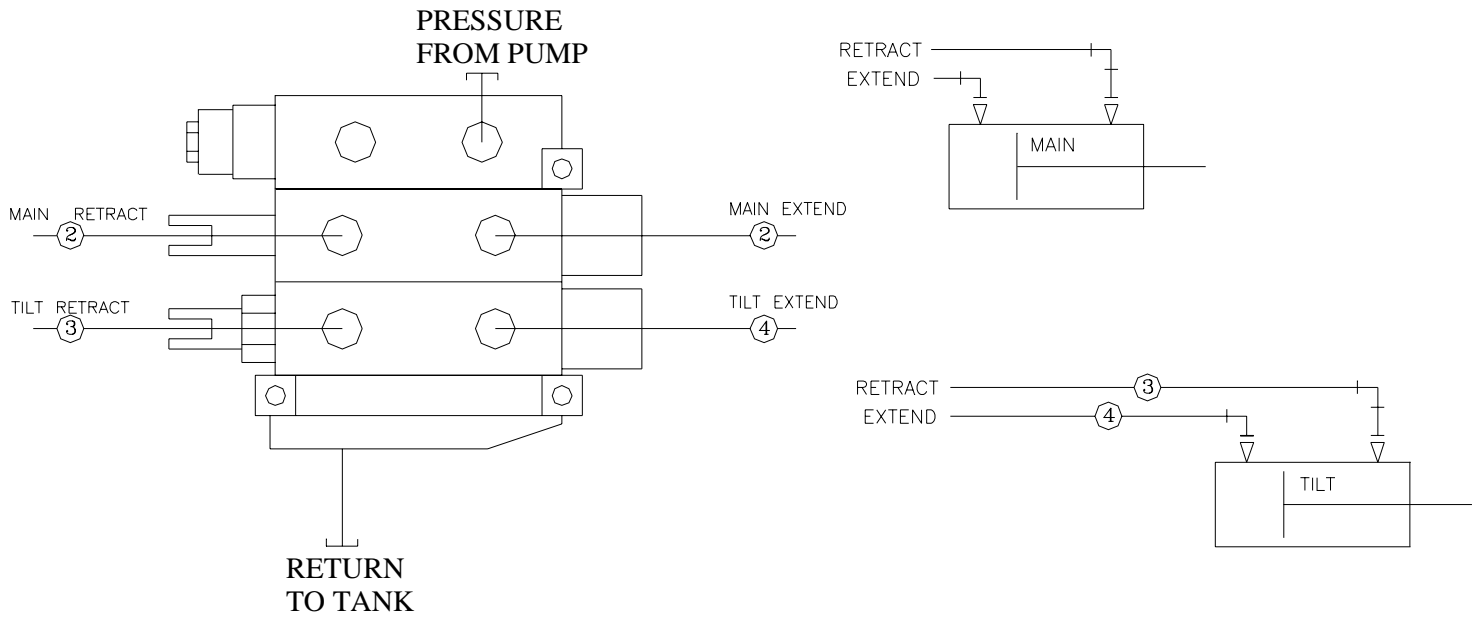 PRESSURE
FROM PUMP
RETRACT
EXTEND
MAIN
MAIN RETRACT
2
MAIN EXTEND
2
TILT RETRACT
3
TILT EXTEND
4
RETRACT
3
EXTEND
4
TILT
RETURN
TO TANK